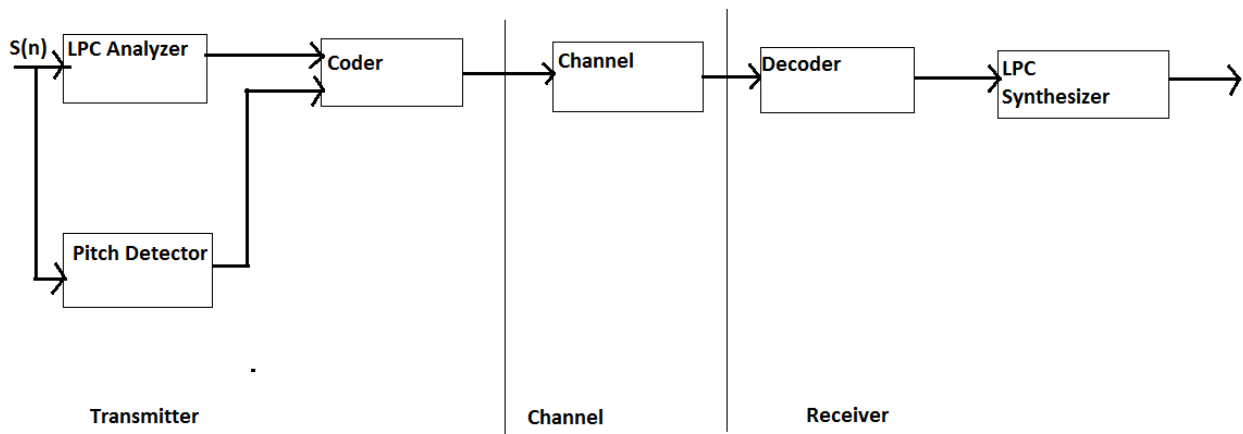 S(n)
LPC Analyzer
Coder
Channel
Decoder
LPC
Synthesizer
Pitch Detector
Transmitter
Channel
Receiver